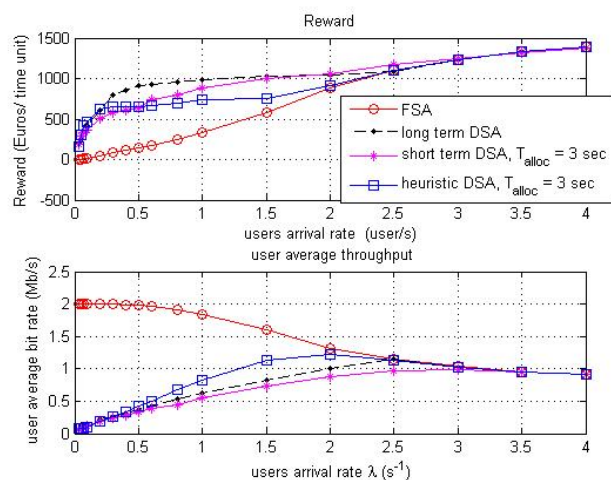 Reward
Reward (Euros/ time unit)
1500
1000
500
0
-500
0 0.5 1 1.5 2 2.5 3 3.5 4
FSA
long term DSA
short term DSA, T_alloc = 3 sec
heuristic DSA, T_alloc = 3 sec
users arrival rate (user/s)
user average throughput
user average bit rate (Mb/s)
2.5
2
1.5
1
0.5
0
0 0.5 1 1.5 2 2.5 3 3.5 4
users arrival rate λ (s⁻¹)